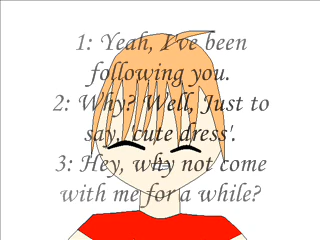 1: Yeah, I've been
following you.
2: Why? Well, Just to
say, 'cute dress'.
3: Hey, why not come
with me for a while?